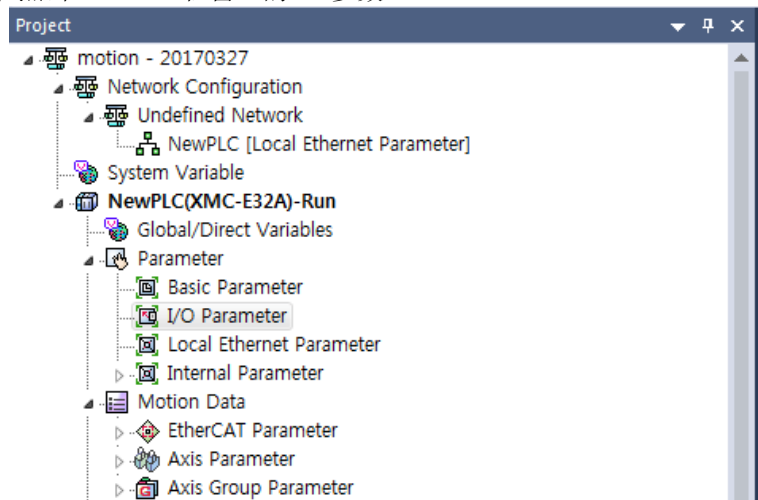 Project
motion - 20170327
Network Configuration
Undefined Network
NewPLC [Local Ethernet Parameter]
System Variable
NewPLC(XMC-E32A)-Run
Global/Direct Variables
Parameter
Basic Parameter
I/O Parameter
Local Ethernet Parameter
Internal Parameter
Motion Data
EtherCAT Parameter
Axis Parameter
Axis Group Parameter